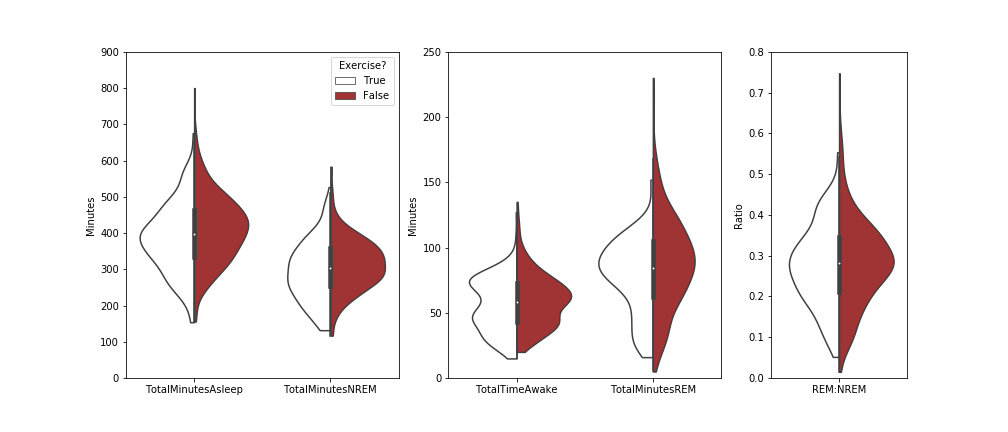 900
800
700
600
500
400
300
200
100
0
Minutes
TotalMinutesAsleep
TotalMinutesNREM
Exercise?
True
False
250
200
150
100
50
0
Minutes
TotalTimeAwake
TotalMinutesREM
0.8
0.7
0.6
0.5
0.4
0.3
0.2
0.1
0.0
Ratio
REM:NREM